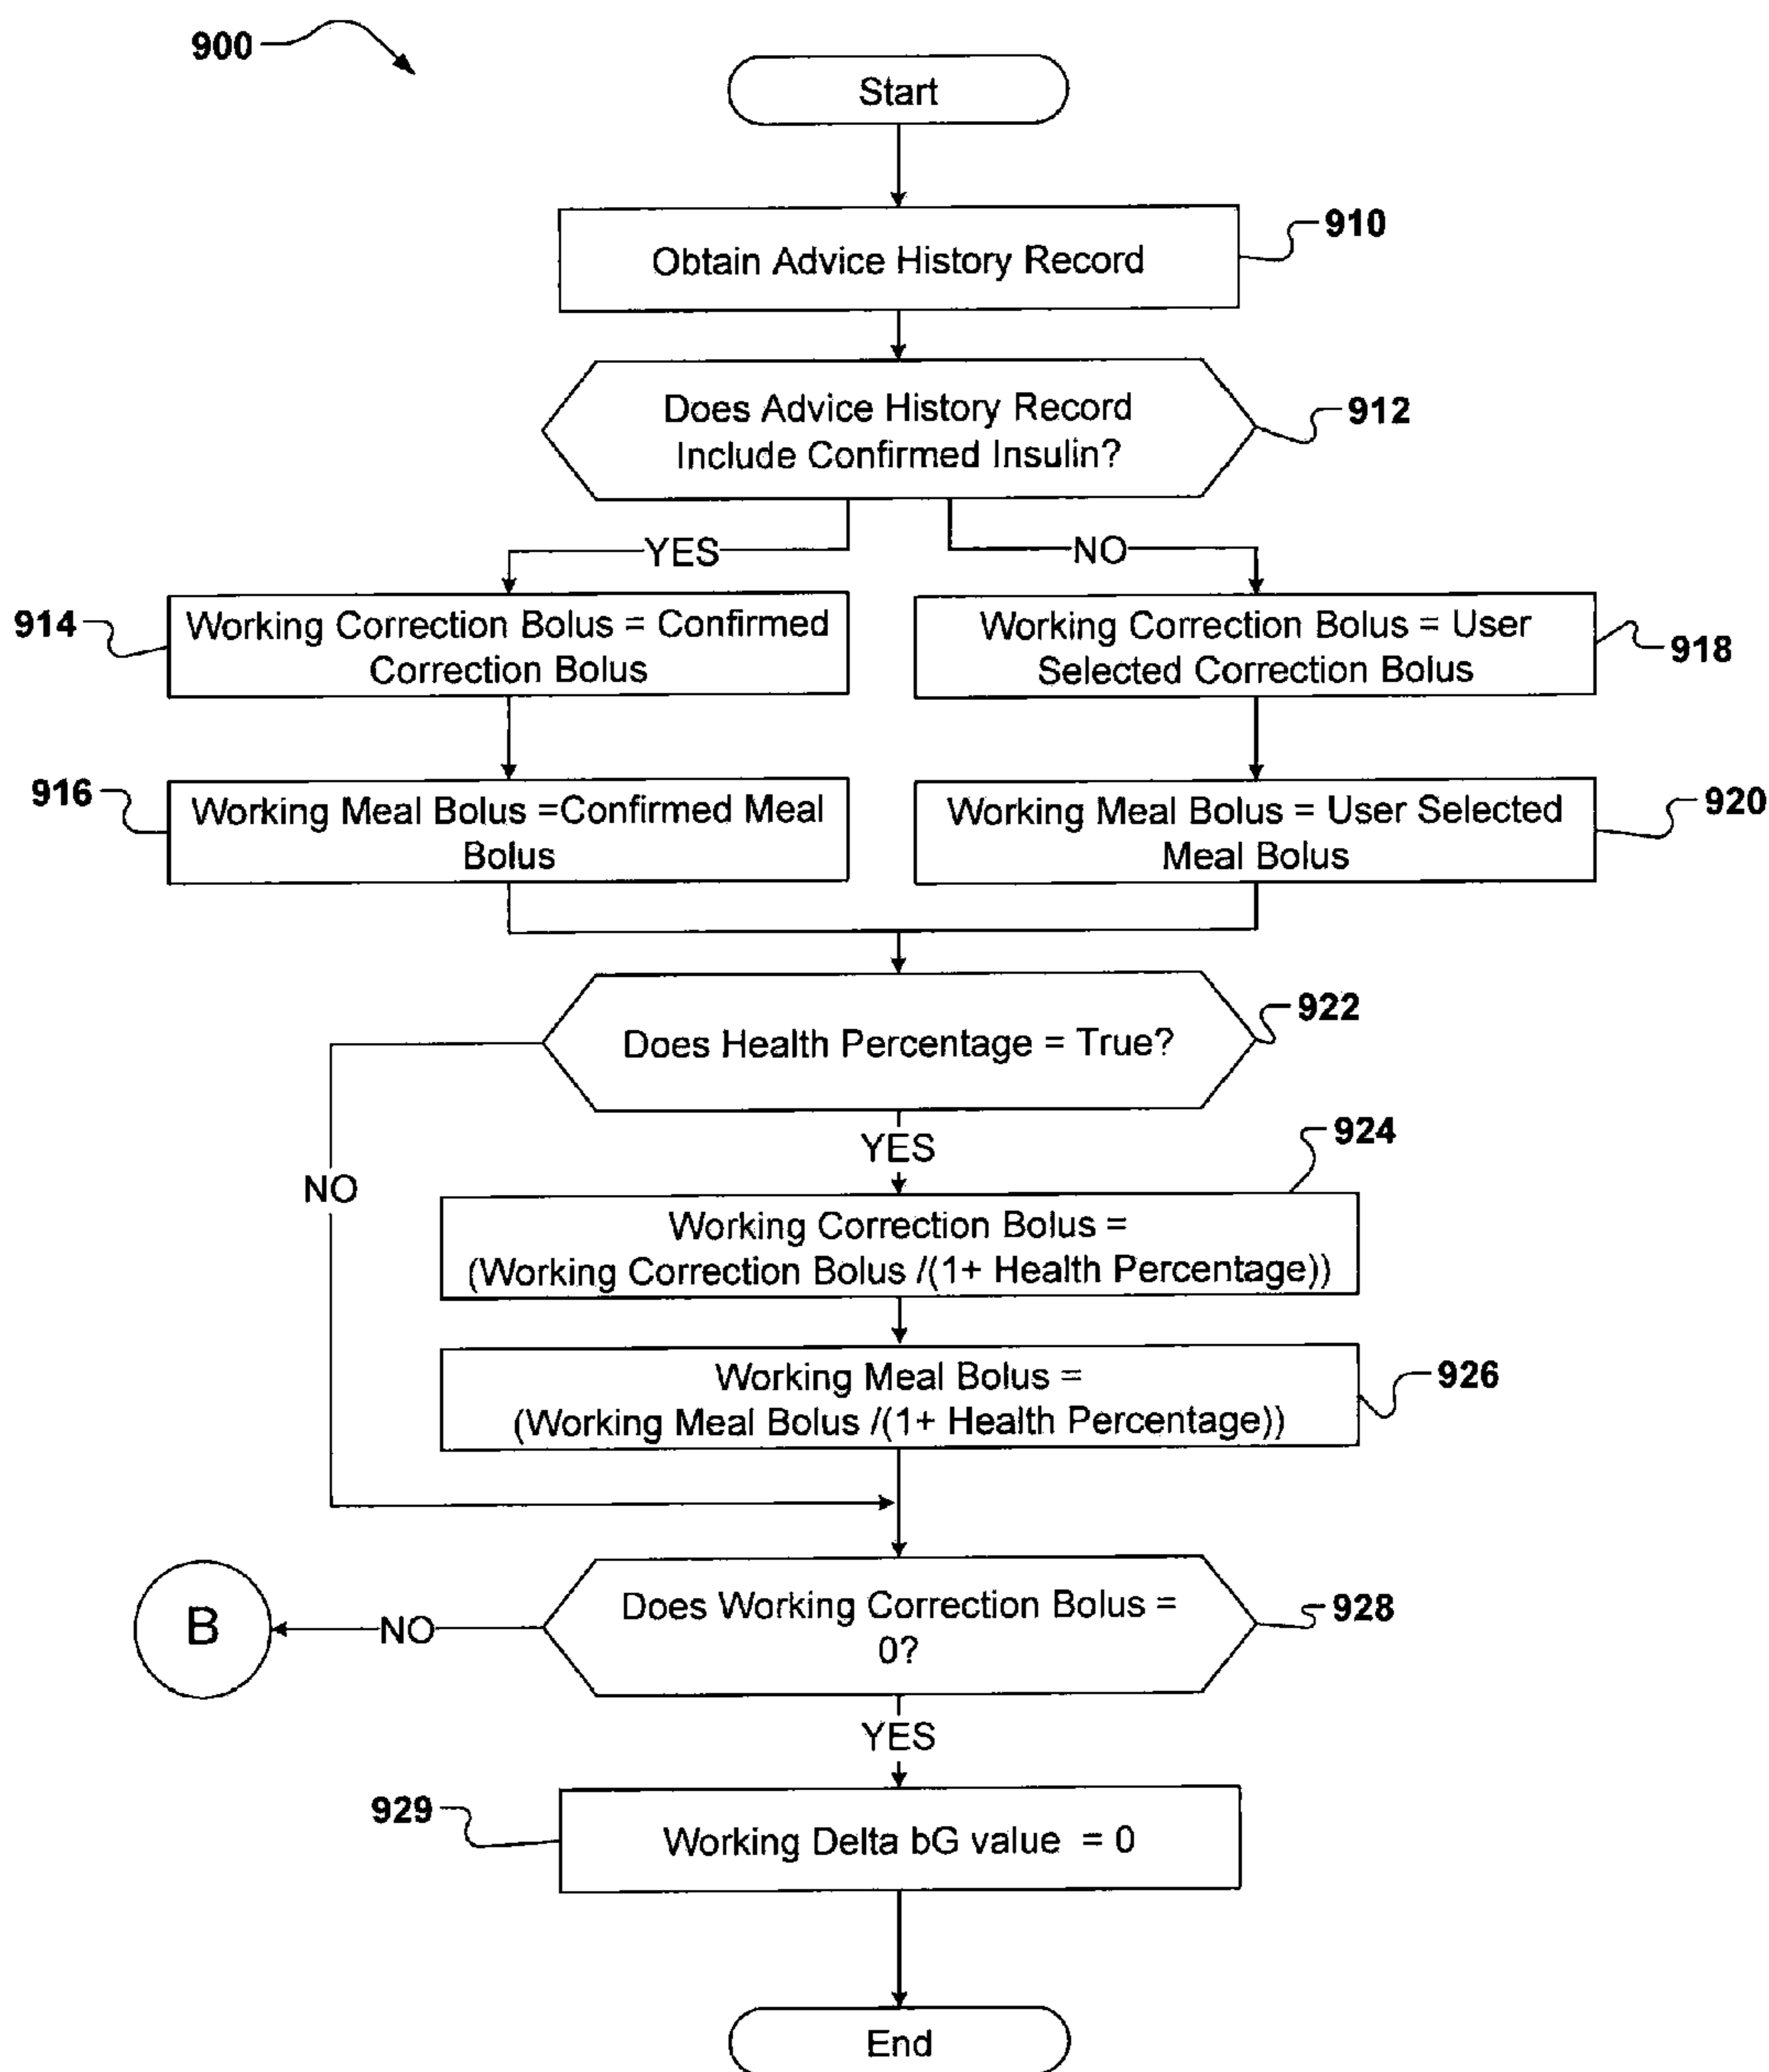 900
Start
Obtain Advice History Record
910
Does Advice History Record
Include Confirmed Insulin?
912
YES
NO
914
Working Correction Bolus = Confirmed
Correction Bolus
Working Correction Bolus = User
Selected Correction Bolus
918
916
Working Meal Bolus =Confirmed Meal
Bolus
Working Meal Bolus = User Selected
Meal Bolus
920
Does Health Percentage = True?
922
YES
NO
924
Working Correction Bolus =
(Working Correction Bolus /(1+ Health Percentage))
Working Meal Bolus =
(Working Meal Bolus /(1+ Health Percentage))
926
B
NO
Does Working Correction Bolus =
0?
928
YES
929
Working Delta bG value = 0
End